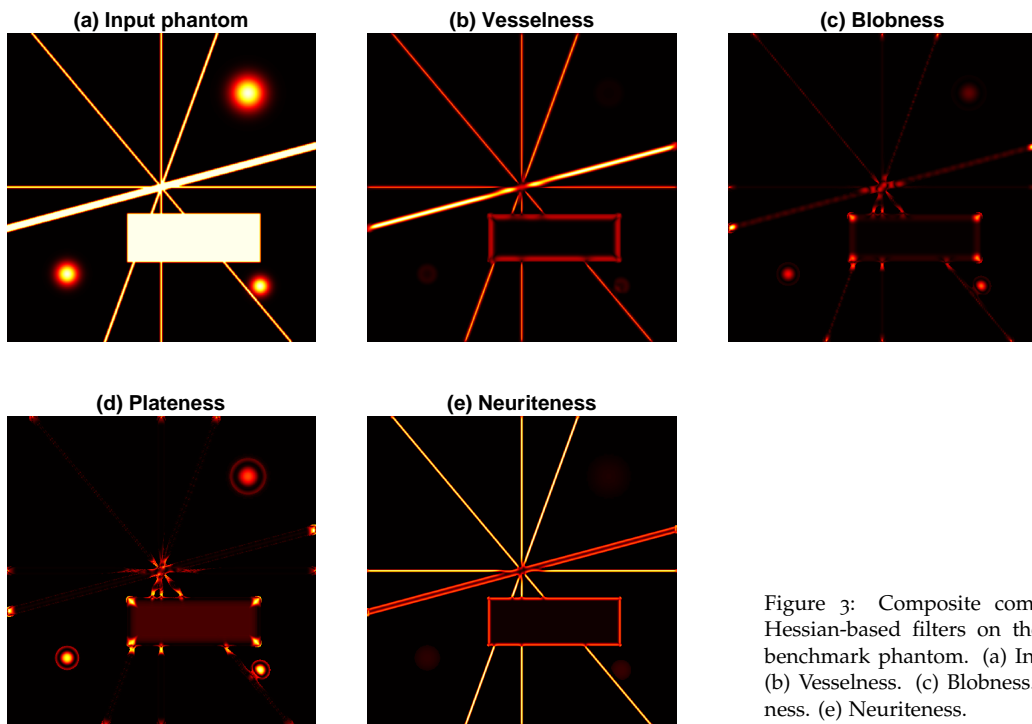 (a) Input phantom
(b) Vesselness
(c) Blobness
(d) Plateness
(e) Neuriteness
Figure 3: Composite com
Hessian-based filters on th
benchmark phantom. (a) In
(b) Vesselness. (c) Blobness.
ness. (e) Neuriteness.